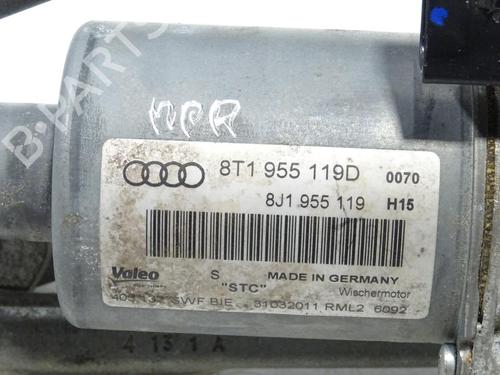 B-PARTS
MPR
8T1 955 119D 0070
8J1 955 119 H15
Valeo S MADE IN GERMANY
"STC" Wischermotor
SWF BIE 31032011 RML2 6092
4 13 1 A